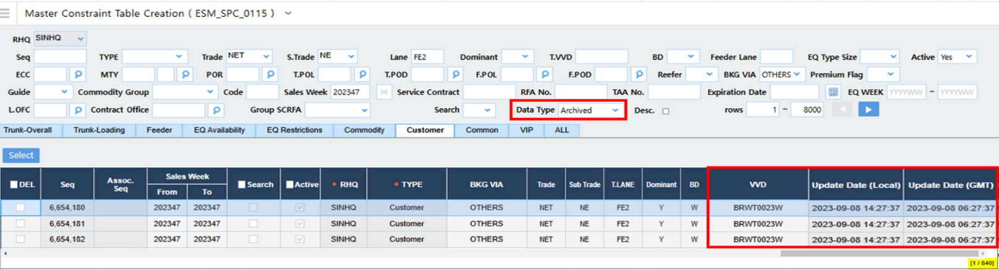 Master Constraint Table Creation ( ESM_SPC_0115 )
RHQ SINHQ
Seq TYPE Trade NET S.Trade NE Lane FE2 Dominant T.VVD BD Feeder Lane EQ Type Size Active Yes
ECC MTY POR T.POL T.POD F.POL F.POD Reefer BKG VIA OTHERS Premium Flag
Guide Commodity Group Code Sales Week 202347 M Service Contract RFA No. TAA No. Expiration Date EQ WEEK YYYYWW ~ YYYYWW
L.OFC Contract Office Group SCRFA Search Data Type Archived Desc. rows 1 ~ 8000
Trunk-Overall Trunk-Loading Feeder EQ Availability EQ Restrictions Commodity Customer Common VIP ALL
Select
DEL Seq Assoc. Seq Sales Week From To Search Active RHQ TYPE BKG VIA Trade Sub Trade T.LANE Dominant BD VVD Update Date (Local) Update Date (GMT)
6,654,180 202347 202347 SINHQ Customer OTHERS NET NE FE2 Y W BRWT0023W 2023-09-08 14:27:37 2023-09-08 06:27:37
6,654,181 202347 202347 SINHQ Customer OTHERS NET NE FE2 Y W BRWT0023W 2023-09-08 14:27:37 2023-09-08 06:27:37
6,654,182 202347 202347 SINHQ Customer OTHERS NET NE FE2 Y W BRWT0023W 2023-09-08 14:27:37 2023-09-08 06:27:37
[1 / 840]